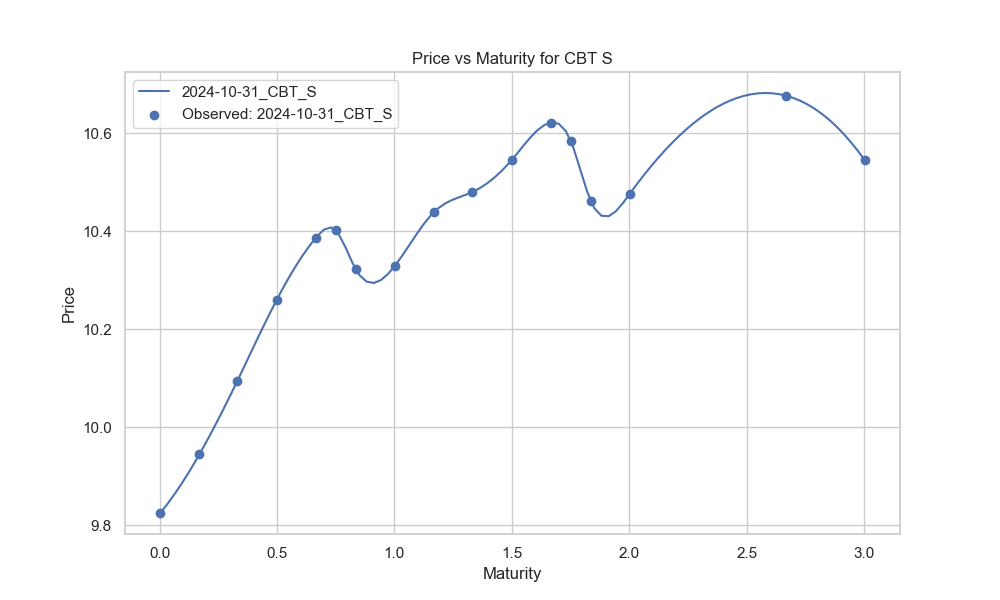 Price vs Maturity for CBT S
2024-10-31_CBT_S
Observed: 2024-10-31_CBT_S
Price
10.6
10.4
10.2
10.0
9.8
0.0 0.5 1.0 1.5 2.0 2.5 3.0
Maturity